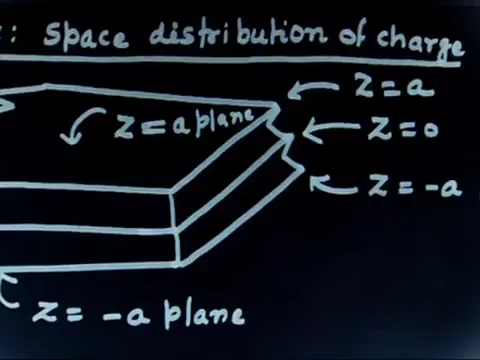 : Space distribution of charge
z = a
z = a plane
z = 0
z = -a
z = -a plane